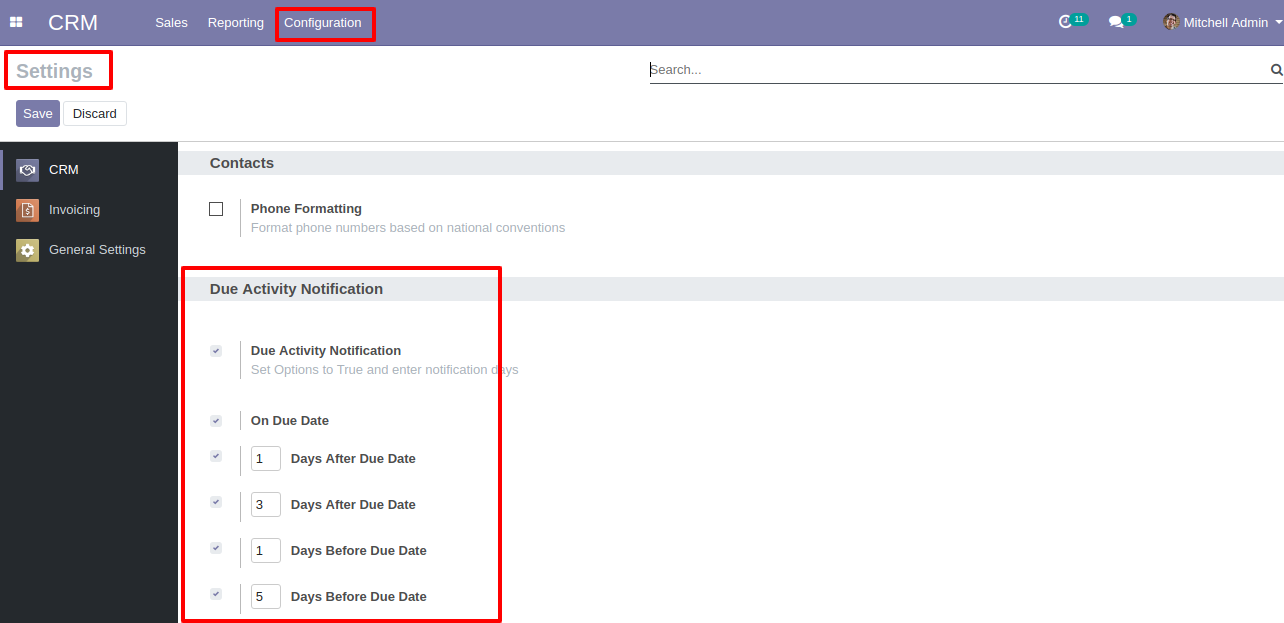 CRM Sales Reporting Configuration 11 1 Mitchell Admin
Settings Search...
Save Discard
CRM
Invoicing
General Settings
Contacts
Phone Formatting
Format phone numbers based on national conventions
Due Activity Notification
Due Activity Notification
Set Options to True and enter notification days
On Due Date
1 Days After Due Date
3 Days After Due Date
1 Days Before Due Date
5 Days Before Due Date